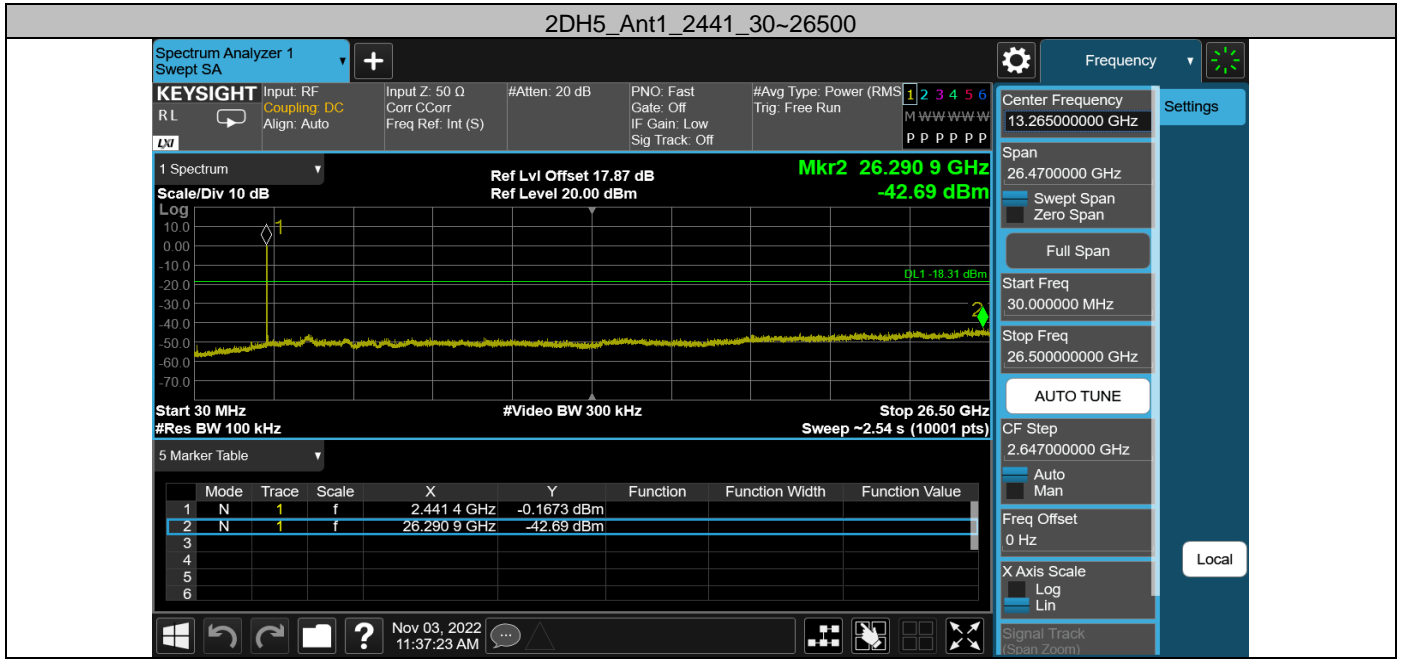 2DH5_Ant1_2441_30~26500
Spectrum Analyzer 1
Swept SA
+
Frequency
KEYSIGHT
RL
LXI
Input: RF
Coupling: DC
Align: Auto
Input Z: 50 Ω
Corr CCorr
Freq Ref: Int (S)
#Atten: 20 dB
PNO: Fast
Gate: Off
IF Gain: Low
Sig Track: Off
#Avg Type: Power (RMS
Trig: Free Run
1 2 3 4 5 6
M W W W W W
P P P P P P
1 Spectrum
Scale/Div 10 dB
Ref Lvl Offset 17.87 dB
Ref Level 20.00 dBm
Mkr2 26.290 9 GHz
-42.69 dBm
Log
10.0
0.00
-10.0
-20.0
-30.0
-40.0
-50.0
-60.0
-70.0
1
DL1 -18.31 dBm
2
Start 30 MHz
#Res BW 100 kHz
#Video BW 300 kHz
Stop 26.50 GHz
Sweep ~2.54 s (10001 pts)
5 Marker Table
Mode Trace Scale X Y Function Function Width Function Value
1 N 1 f 2.441 4 GHz -0.1673 dBm
2 N 1 f 26.290 9 GHz -42.69 dBm
3
4
5
6
?
Nov 03, 2022
11:37:23 AM
Center Frequency
13.265000000 GHz
Span
26.4700000 GHz
Swept Span
Zero Span
Full Span
Start Freq
30.000000 MHz
Stop Freq
26.500000000 GHz
AUTO TUNE
CF Step
2.647000000 GHz
Auto
Man
Freq Offset
0 Hz
X Axis Scale
Log
Lin
Signal Track
(Span Zoom)
Settings
Local